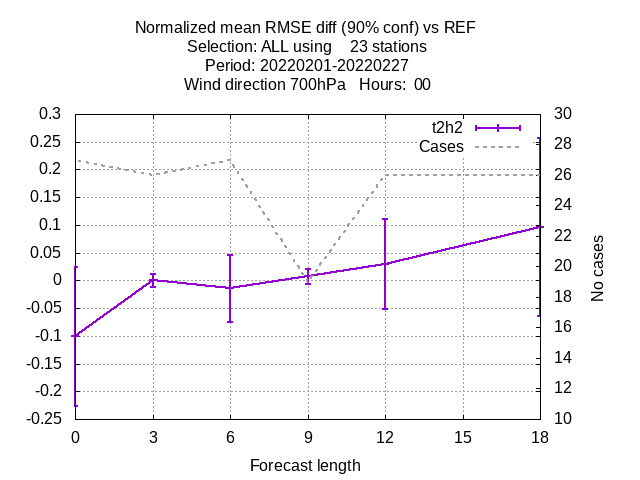 Normalized mean RMSE diff (90% conf) vs REF
Selection: ALL using    23 stations
Period: 20220201-20220227
Wind direction 700hPa   Hours:  00
0.3
0.25
0.2
0.15
0.1
0.05
0
-0.05
-0.1
-0.15
-0.2
-0.25
t2h2
Cases
30
28
26
24
22
20
18
16
14
12
10
No cases
0 3 6 9 12 15 18
Forecast length